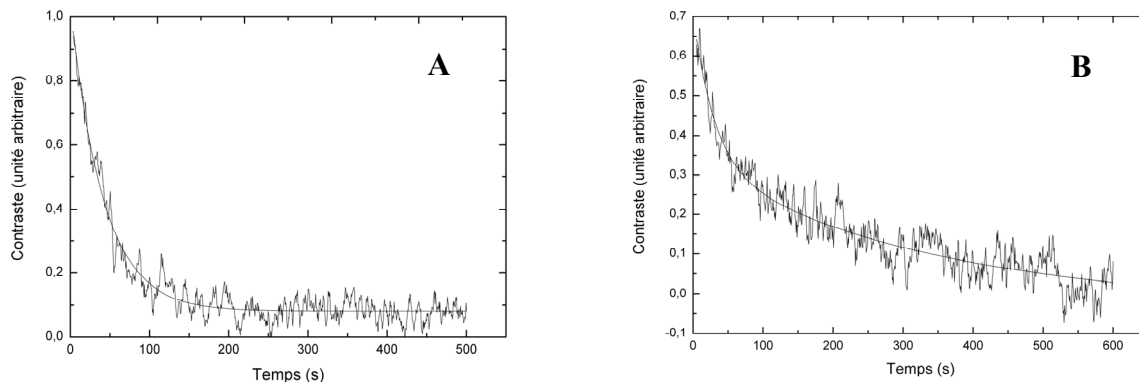 1,0
0,8
0,6
0,4
0,2
0,0
0 100 200 300 400 500
Temps (s)
Contraste (unité arbitraire)
A
0,7
0,6
0,5
0,4
0,3
0,2
0,1
0,0
-0,1
0 100 200 300 400 500 600
Temps (s)
Contraste (unité arbitraire)
B